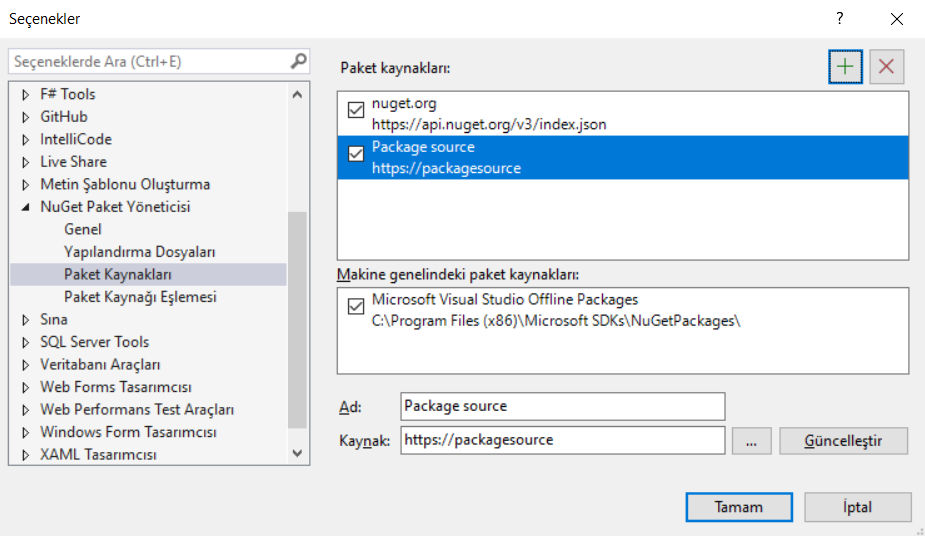 Seçenekler
?
Seçeneklerde Ara (Ctrl+E)
F# Tools
GitHub
IntelliCode
Live Share
Metin Şablonu Oluşturma
NuGet Paket Yöneticisi
Genel
Yapılandırma Dosyaları
Paket Kaynakları
Paket Kaynağı Eşlemesi
Sına
SQL Server Tools
Veritabanı Araçları
Web Forms Tasarımcısı
Web Performans Test Araçları
Windows Form Tasarımcısı
XAML Tasarımcısı
Paket kaynakları:
nuget.org
https://api.nuget.org/v3/index.json
Package source
https://packagesource
Makine genelindeki paket kaynakları:
Microsoft Visual Studio Offline Packages
C:\Program Files (x86)\Microsoft SDKs\NuGetPackages\
Ad: Package source
Kaynak: https://packagesource ... Güncelleştir
Tamam İptal